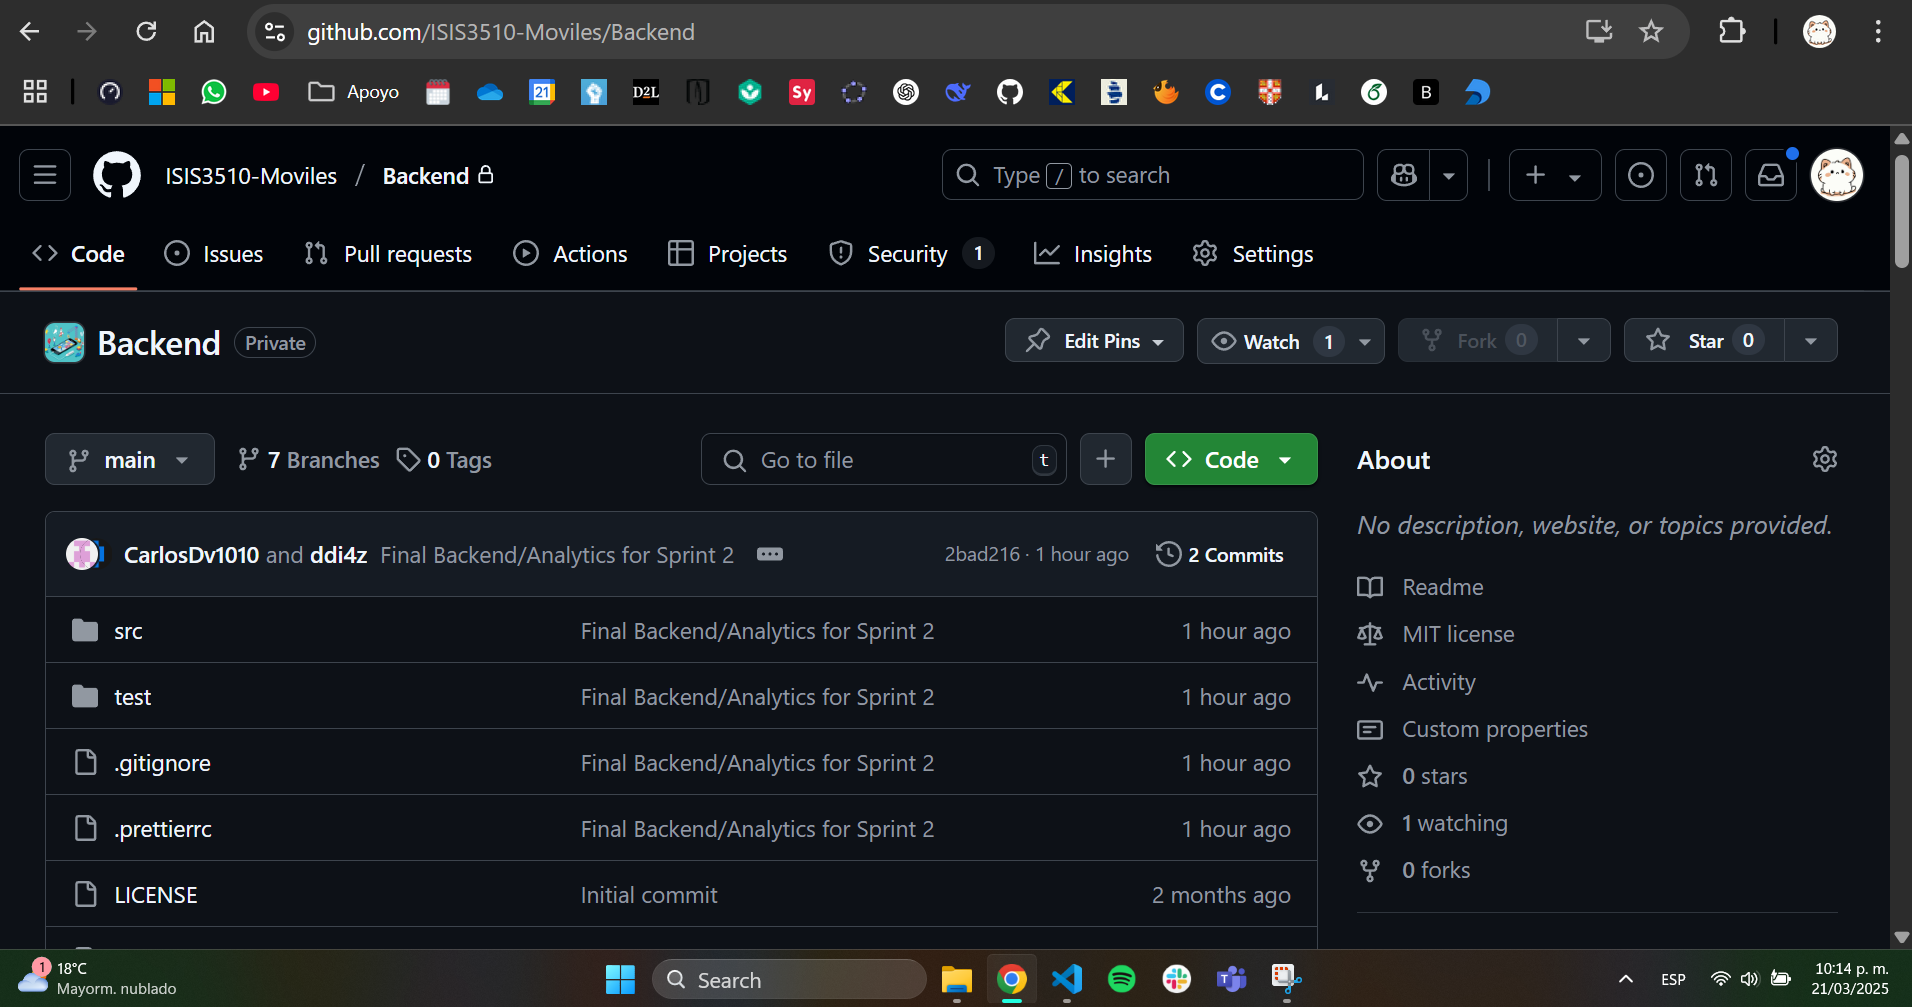 github.com/ISIS3510-Moviles/Backend
Apoyo
21
D2L
Sy
B
ISIS3510-Moviles / Backend
Type / to search
Code
Issues
Pull requests
Actions
Projects
Security 1
Insights
Settings
Backend Private
Edit Pins
Watch 1
Fork 0
Star 0
main
7 Branches
0 Tags
Go to file t
Code
CarlosDv1010 and ddi4z Final Backend/Analytics for Sprint 2
2bad216 · 1 hour ago
2 Commits
src Final Backend/Analytics for Sprint 2 1 hour ago
test Final Backend/Analytics for Sprint 2 1 hour ago
.gitignore Final Backend/Analytics for Sprint 2 1 hour ago
.prettierrc Final Backend/Analytics for Sprint 2 1 hour ago
LICENSE Initial commit 2 months ago
About
No description, website, or topics provided.
Readme
MIT license
Activity
Custom properties
0 stars
1 watching
0 forks
1
18°C
Mayorm. nublado
Search
ESP
10:14 p. m.
21/03/2025